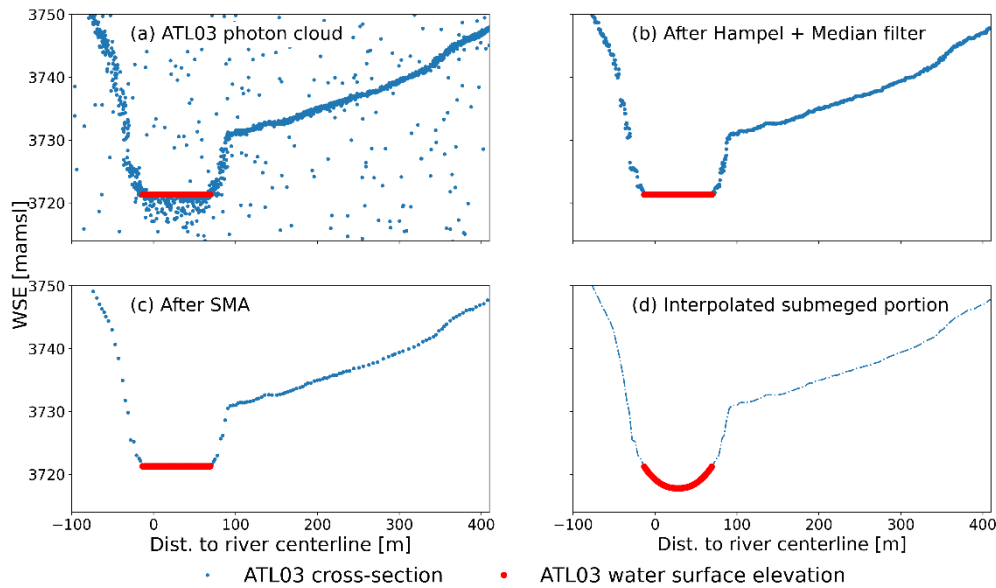 (a) ATL03 photon cloud
(b) After Hampel + Median filter
3750
3740
3730
3720
WSE [mamsl]
(c) After SMA
(d) Interpolated submeged portion
3750
3740
3730
3720
−100 0 100 200 300 400
−100 0 100 200 300 400
Dist. to river centerline [m]
Dist. to river centerline [m]
ATL03 cross-section
ATL03 water surface elevation